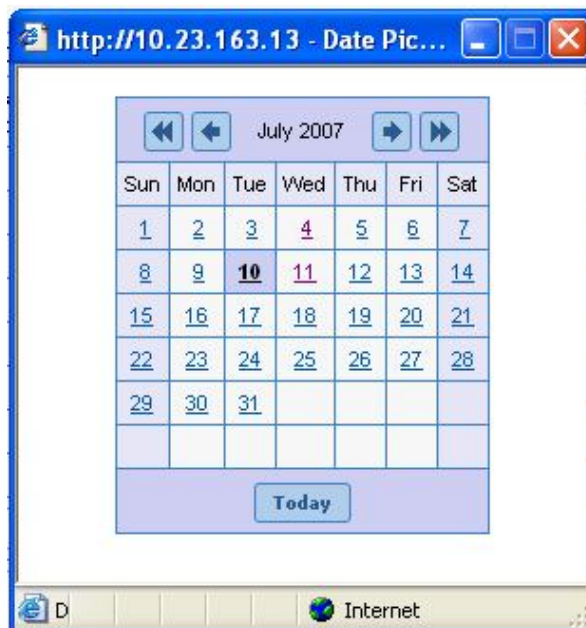 http://10.23.163.13 - Date Pic...
July 2007
Sun Mon Tue Wed Thu Fri Sat
1 2 3 4 5 6 7
8 9 10 11 12 13 14
15 16 17 18 19 20 21
22 23 24 25 26 27 28
29 30 31
Today
D Internet